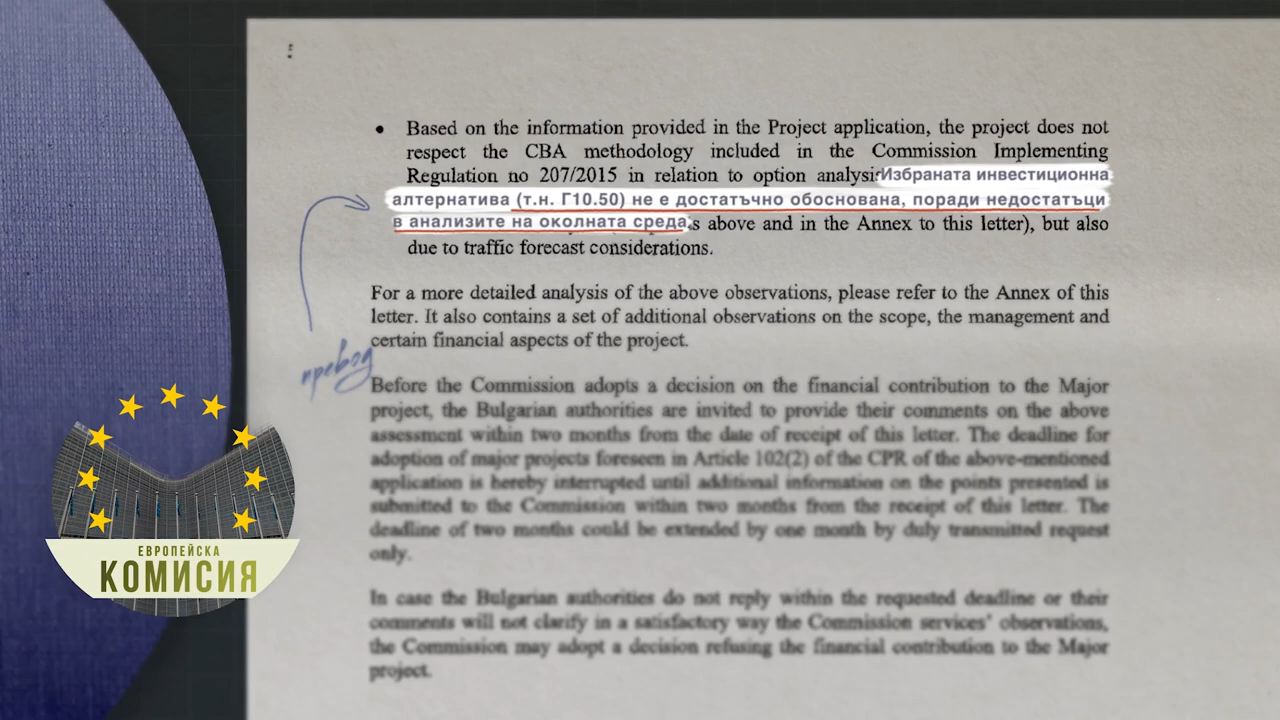 • Based on the information provided in the Project application, the project does not
respect the CBA methodology included in the Commission Implementing
Regulation no 207/2015 in relation to option analysis Избраната инвестиционна
алтернатива (т.н. Г10.50) не е достатъчно обоснована, поради недостатъци
в анализите на околната среда s above and in the Annex to this letter), but also
due to traffic forecast considerations.
For a more detailed analysis of the above observations, please refer to the Annex of this
letter. It also contains a set of additional observations on the scope, the management and
certain financial aspects of the project.
превод
Before the Commission adopts a decision on the financial contribution to the Major
project, the Bulgarian authorities are invited to provide their comments on the above
assessment within two months from the date of receipt of this letter. The deadline for
adoption of major projects foreseen in Article 102(2) of the CPR of the above-mentioned
application is hereby interrupted until additional information on the points presented is
submitted to the Commission within two months from the receipt of this letter. The
deadline of two months could be extended by one month by duly transmitted request
only.
In case the Bulgarian authorities do not reply within the requested deadline or their
comments will not clarify in a satisfactory way the Commission services' observations,
the Commission may adopt a decision refusing the financial contribution to the Major
project.
ЕВРОПЕЙСКА
КОМИСИЯ